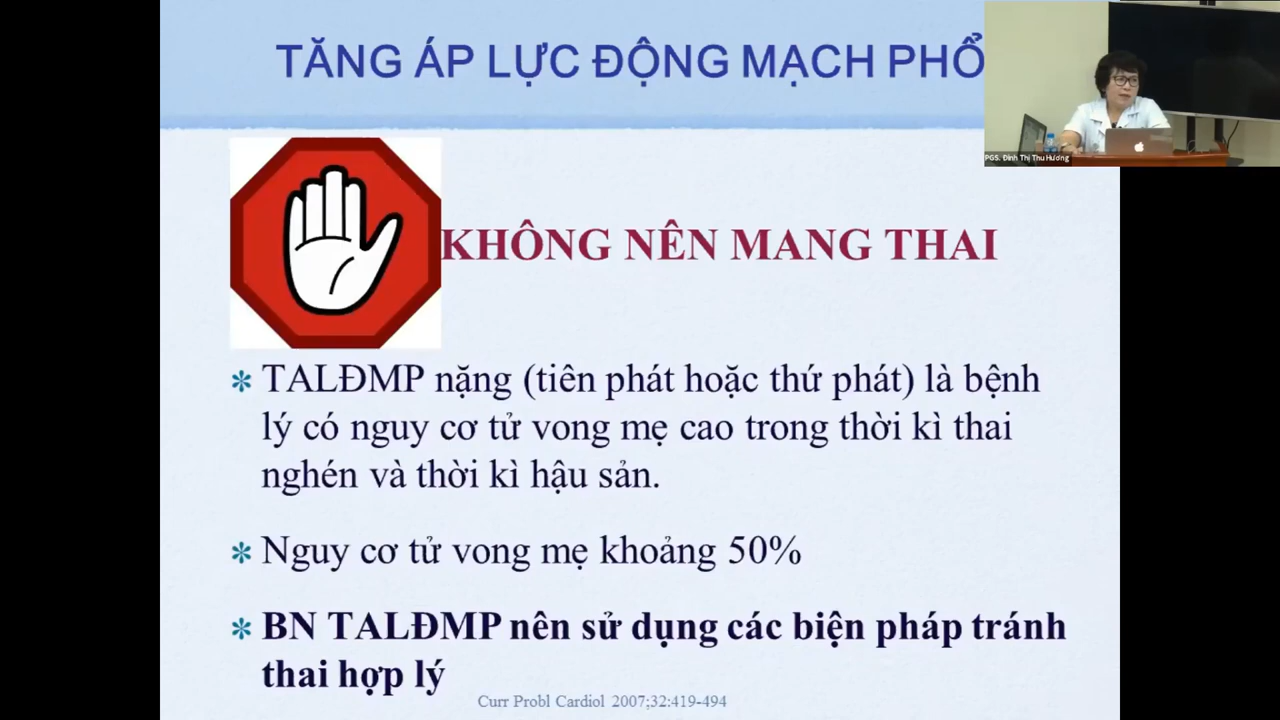 TĂNG ÁP LỰC ĐỘNG MẠCH PHỔ
PGS. Đinh Thị Thu Hương
KHÔNG NÊN MANG THAI
TALĐMP nặng (tiên phát hoặc thứ phát) là bệnh
lý có nguy cơ tử vong mẹ cao trong thời kì thai
nghén và thời kì hậu sản.
Nguy cơ tử vong mẹ khoảng 50%
BN TALĐMP nên sử dụng các biện pháp tránh
thai hợp lý
Curr Probl Cardiol 2007;32:419-494